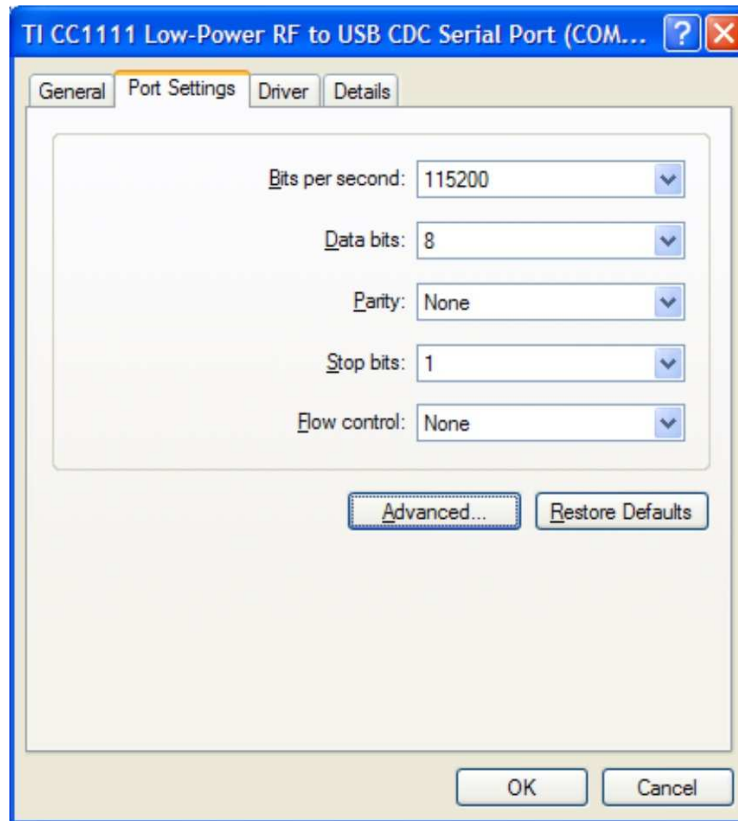 TI CC1111 Low-Power RF to USB CDC Serial Port (COM...
General Port Settings Driver Details
Bits per second: 115200
Data bits: 8
Parity: None
Stop bits: 1
Flow control: None
Advanced... Restore Defaults
OK Cancel